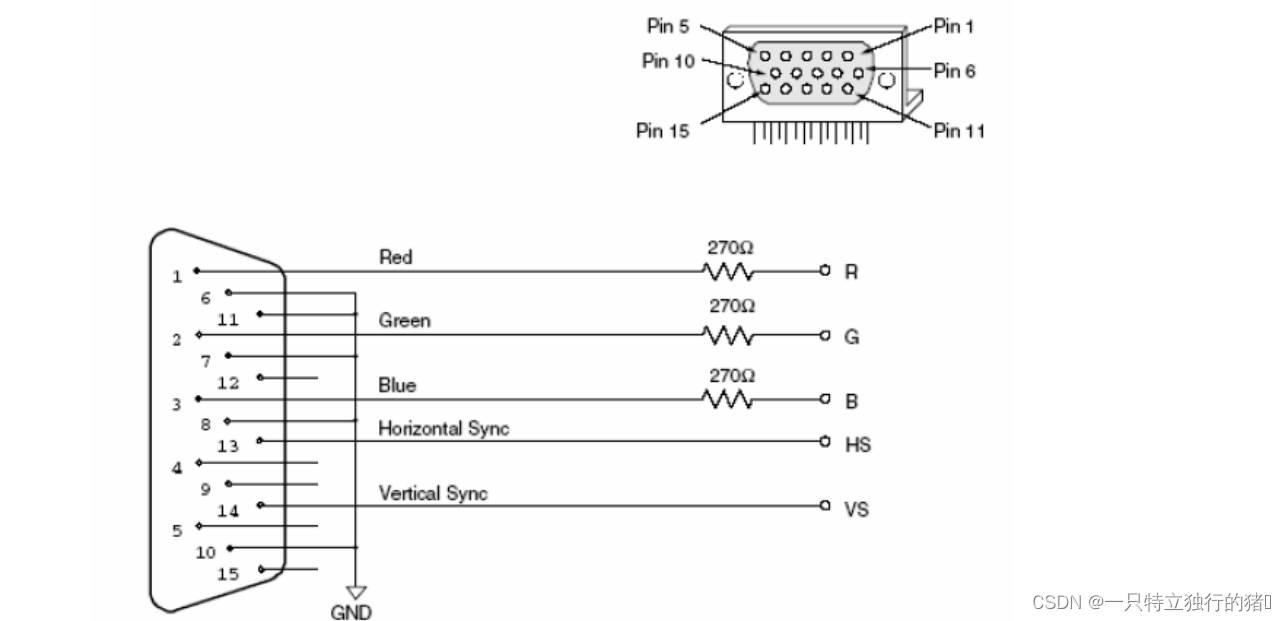 Pin 5
Pin 1
Pin 10
Pin 6
Pin 15
Pin 11
270Ω
Red
1
R
6
270Ω
11
Green
2
G
7
270Ω
12
Blue
3
B
8
Horizontal Sync
13
HS
4
9
Vertical Sync
14
VS
5
10
15
GND
CSDN @一只特立独行的猪